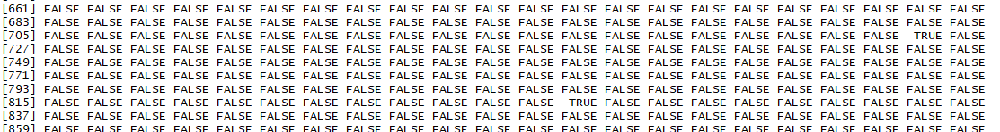 [661] FALSE FALSE FALSE FALSE FALSE FALSE FALSE FALSE FALSE FALSE FALSE FALSE FALSE FALSE FALSE FALSE FALSE FALSE FALSE FALSE FALSE FALSE
[683] FALSE FALSE FALSE FALSE FALSE FALSE FALSE FALSE FALSE FALSE FALSE FALSE FALSE FALSE FALSE FALSE FALSE FALSE FALSE FALSE FALSE FALSE
[705] FALSE FALSE FALSE FALSE FALSE FALSE FALSE FALSE FALSE FALSE FALSE FALSE FALSE FALSE FALSE FALSE FALSE FALSE FALSE FALSE TRUE FALSE
[727] FALSE FALSE FALSE FALSE FALSE FALSE FALSE FALSE FALSE FALSE FALSE FALSE FALSE FALSE FALSE FALSE FALSE FALSE FALSE FALSE FALSE FALSE
[749] FALSE FALSE FALSE FALSE FALSE FALSE FALSE FALSE FALSE FALSE FALSE FALSE FALSE FALSE FALSE FALSE FALSE FALSE FALSE FALSE FALSE FALSE
[771] FALSE FALSE FALSE FALSE FALSE FALSE FALSE FALSE FALSE FALSE FALSE FALSE FALSE FALSE FALSE FALSE FALSE FALSE FALSE FALSE FALSE FALSE
[793] FALSE FALSE FALSE FALSE FALSE FALSE FALSE FALSE FALSE FALSE FALSE FALSE FALSE FALSE FALSE FALSE FALSE FALSE FALSE FALSE FALSE FALSE
[815] FALSE FALSE FALSE FALSE FALSE FALSE FALSE FALSE FALSE FALSE FALSE FALSE TRUE FALSE FALSE FALSE FALSE FALSE FALSE FALSE FALSE FALSE
[837] FALSE FALSE FALSE FALSE FALSE FALSE FALSE FALSE FALSE FALSE FALSE FALSE FALSE FALSE FALSE FALSE FALSE FALSE FALSE FALSE FALSE FALSE
[859] FALSE FALSE FALSE FALSE FALSE FALSE FALSE FALSE FALSE FALSE FALSE FALSE FALSE FALSE FALSE FALSE FALSE FALSE FALSE FALSE FALSE FALSE